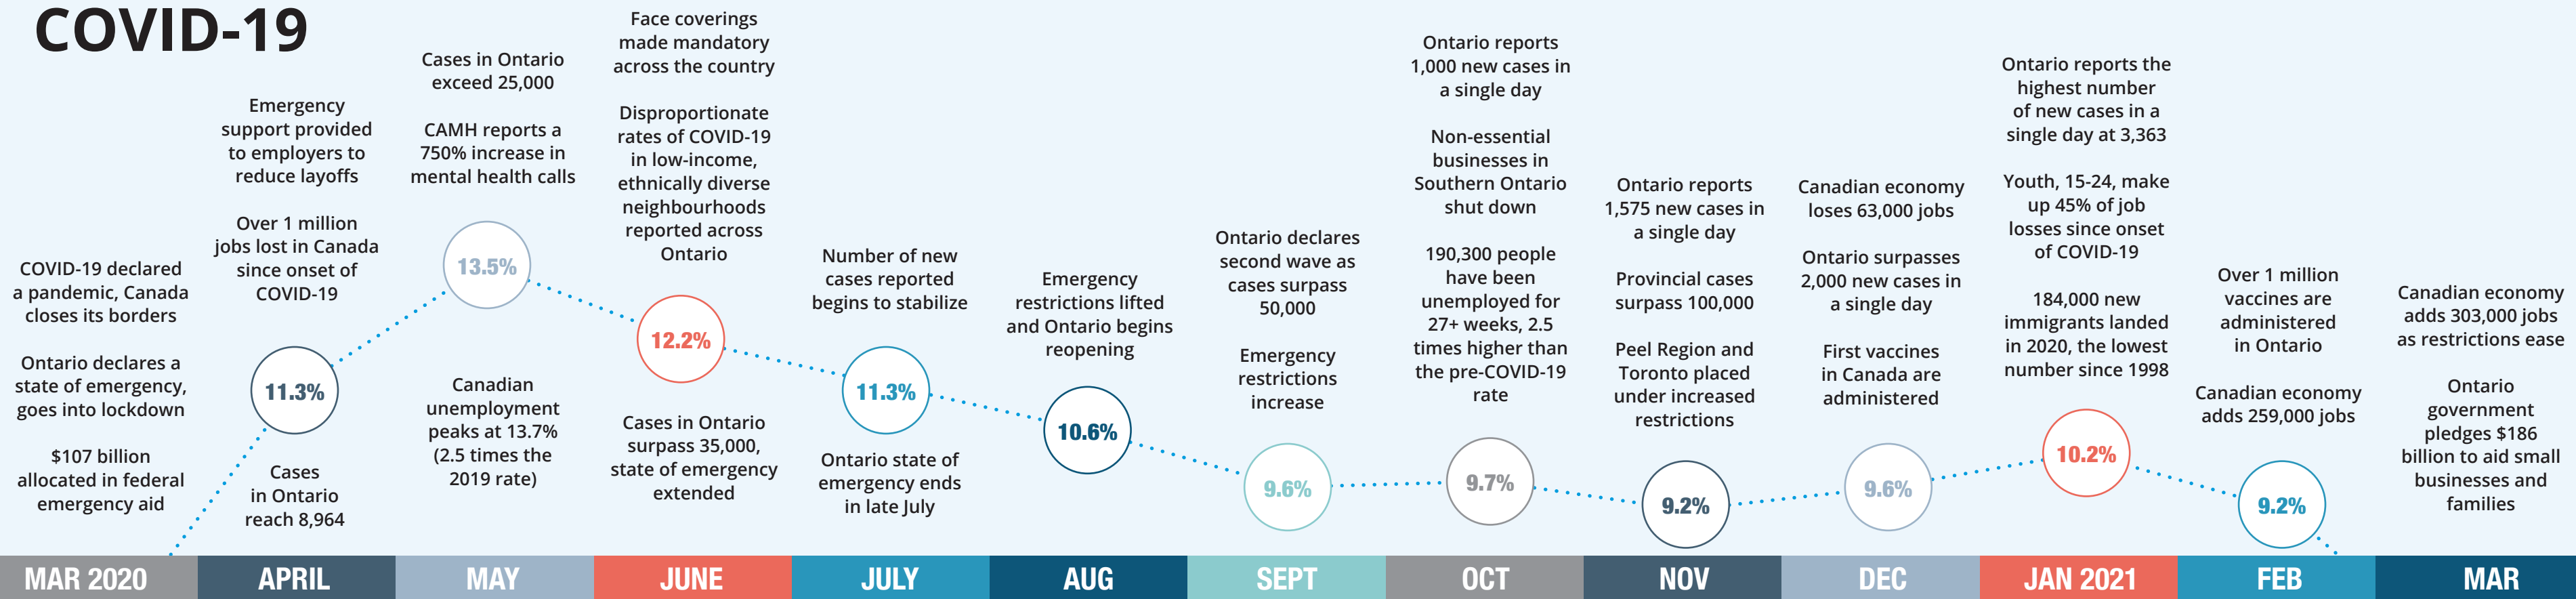 COVID-19
COVID-19 declared
a pandemic, Canada
closes its borders
Ontario declares a
state of emergency,
goes into lockdown
$107 billion
allocated in federal
emergency aid
MAR 2020
Emergency
support provided
to employers to
reduce layoffs
Over 1 million
jobs lost in Canada
since onset of
COVID-19
11.3%
Cases
in Ontario
reach 8,964
APRIL
Cases in Ontario
exceed 25,000
CAMH reports a
750% increase in
mental health calls
13.5%
Canadian
unemployment
peaks at 13.7%
(2.5 times the
2019 rate)
MAY
Face coverings
made mandatory
across the country
Disproportionate
rates of COVID-19
in low-income,
ethnically diverse
neighbourhoods
reported across
Ontario
12.2%
Cases in Ontario
surpass 35,000,
state of emergency
extended
JUNE
Number of new
cases reported
begins to stabilize
11.3%
Ontario state of
emergency ends
in late July
JULY
Emergency
restrictions lifted
and Ontario begins
reopening
10.6%
AUG
Ontario declares
second wave as
cases surpass
50,000
Emergency
restrictions
increase
9.6%
SEPT
Ontario reports
1,000 new cases in
a single day
Non-essential
businesses in
Southern Ontario
shut down
190,300 people
have been
unemployed for
27+ weeks, 2.5
times higher than
the pre-COVID-19
rate
9.7%
OCT
Ontario reports
1,575 new cases in
a single day
Provincial cases
surpass 100,000
Peel Region and
Toronto placed
under increased
restrictions
9.2%
NOV
Canadian economy
loses 63,000 jobs
Ontario surpasses
2,000 new cases in
a single day
First vaccines
in Canada are
administered
9.6%
DEC
Ontario reports the
highest number
of new cases in a
single day at 3,363
Youth, 15-24, make
up 45% of job
losses since onset
of COVID-19
184,000 new
immigrants landed
in 2020, the lowest
number since 1998
10.2%
JAN 2021
Over 1 million
vaccines are
administered
in Ontario
Canadian economy
adds 259,000 jobs
9.2%
FEB
Canadian economy
adds 303,000 jobs
as restrictions ease
Ontario
government
pledges $186
billion to aid small
businesses and
families
MAR